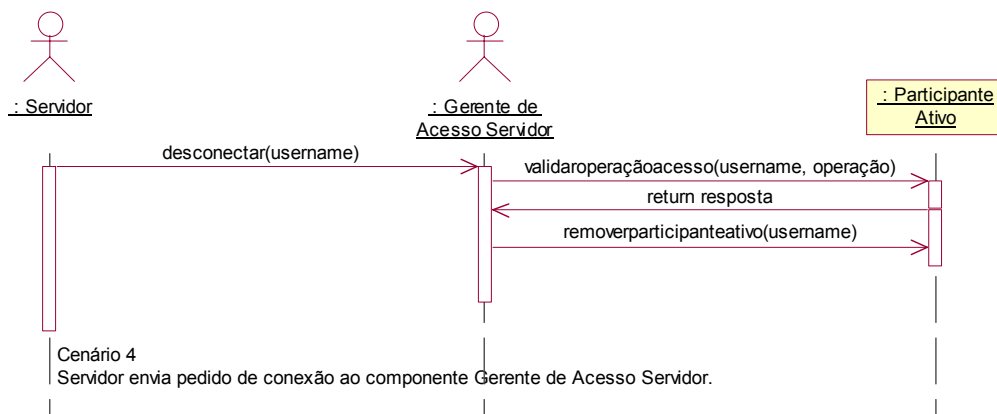 : Servidor
: Gerente de
Acesso Servidor
: Participante
Ativo
desconectar(username)
validaroperaçãoacesso(username, operação)
return resposta
removerparticipanteativo(username)
Cenário 4
Servidor envia pedido de conexão ao componente Gerente de Acesso Servidor.